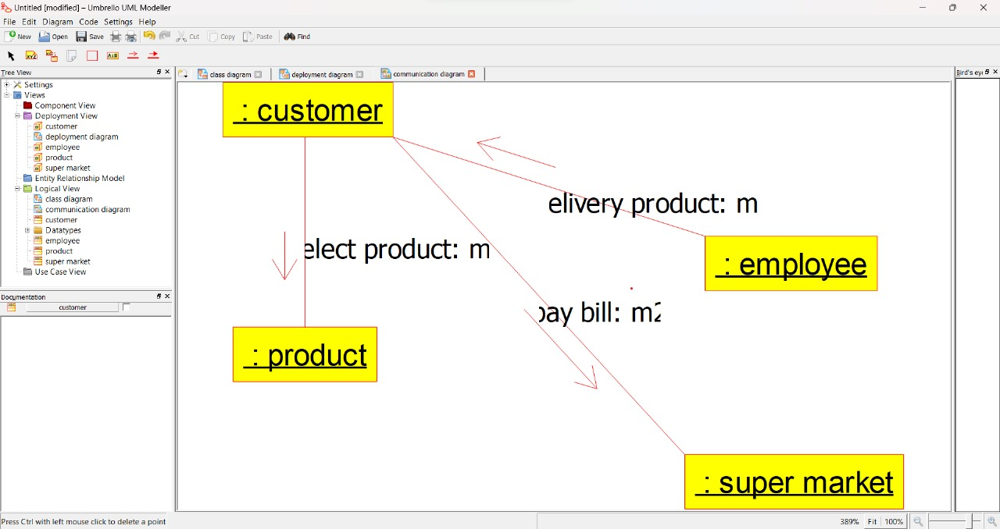 Untitled [modified] – Umbrello UML Modeller
File Edit Diagram Code Settings Help
New Open Save Cut Copy Paste Find
XYZ A:B
Tree View
class diagram deployment diagram communication diagram
Bird's eye
Settings
Views
Component View
Deployment View
customer
deployment diagram
employee
product
super market
Entity Relationship Model
Logical View
class diagram
communication diagram
customer
Datatypes
employee
product
super market
Use Case View
Documentation
customer
: customer
elivery product: m
elect product: m
: employee
pay bill: m2
: product
: super market
Press Ctrl with left mouse click to delete a point
389% Fit 100%